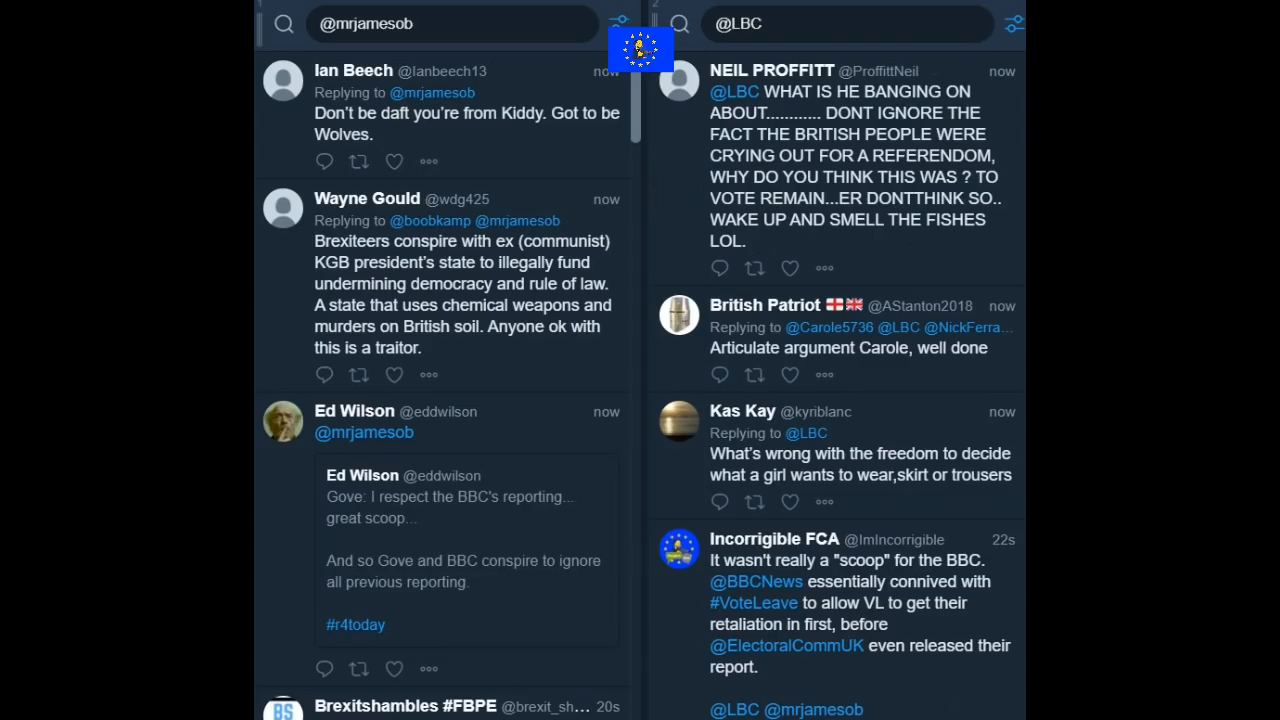 1
@mrjamesob
Ian Beech @Ianbeech13 now
Replying to @mrjamesob
Don't be daft you're from Kiddy. Got to be
Wolves.
Wayne Gould @wdg425 now
Replying to @boobkamp @mrjamesob
Brexiteers conspire with ex (communist)
KGB president's state to illegally fund
undermining democracy and rule of law.
A state that uses chemical weapons and
murders on British soil. Anyone ok with
this is a traitor.
Ed Wilson @eddwilson now
@mrjamesob
Ed Wilson @eddwilson
Gove: I respect the BBC's reporting...
great scoop...
And so Gove and BBC conspire to ignore
all previous reporting.
#r4today
Brexitshambles #FBPE @brexit_sh... 20s
BS
2
@LBC
NEIL PROFFITT @ProffittNeil now
@LBC WHAT IS HE BANGING ON
ABOUT............ DONT IGNORE THE
FACT THE BRITISH PEOPLE WERE
CRYING OUT FOR A REFERENDOM,
WHY DO YOU THINK THIS WAS ? TO
VOTE REMAIN...ER DONTTHINK SO..
WAKE UP AND SMELL THE FISHES
LOL.
British Patriot @AStanton2018 now
Replying to @Carole5736 @LBC @NickFerra...
Articulate argument Carole, well done
Kas Kay @kyriblanc now
Replying to @LBC
What's wrong with the freedom to decide
what a girl wants to wear,skirt or trousers
Incorrigible FCA @ImIncorrigible 22s
It wasn't really a "scoop" for the BBC.
@BBCNews essentially connived with
#VoteLeave to allow VL to get their
retaliation in first, before
@ElectoralCommUK even released their
report.
@LBC @mrjamesob